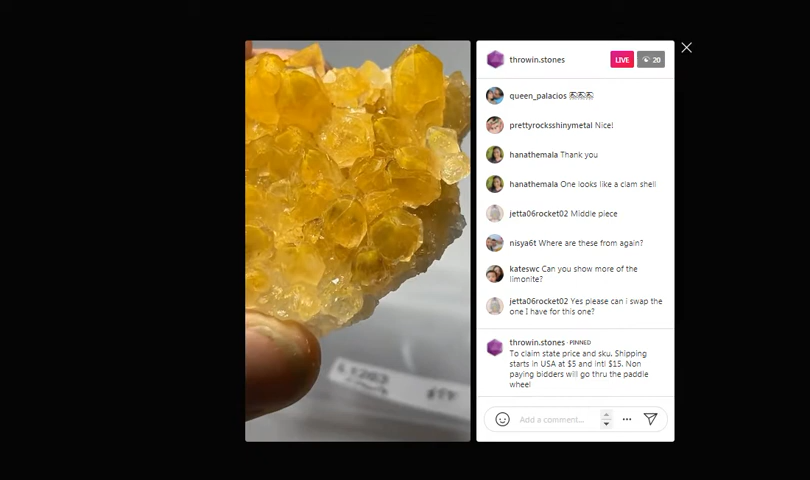 throwin.stones
LIVE
20
queen_palacios
prettyrocksshinymetal Nice!
hanathemala Thank you
hanathemala One looks like a clam shell
jetta06rocket02 Middle piece
nisya6t Where are these from again?
kateswc Can you show more of the
limonite?
jetta06rocket02 Yes please can i swap the
one I have for this one?
throwin.stones · PINNED
To claim state price and sku. Shipping
starts in USA at $5 and intl $15. Non
paying bidders will go thru the paddle
wheel
Add a comment...